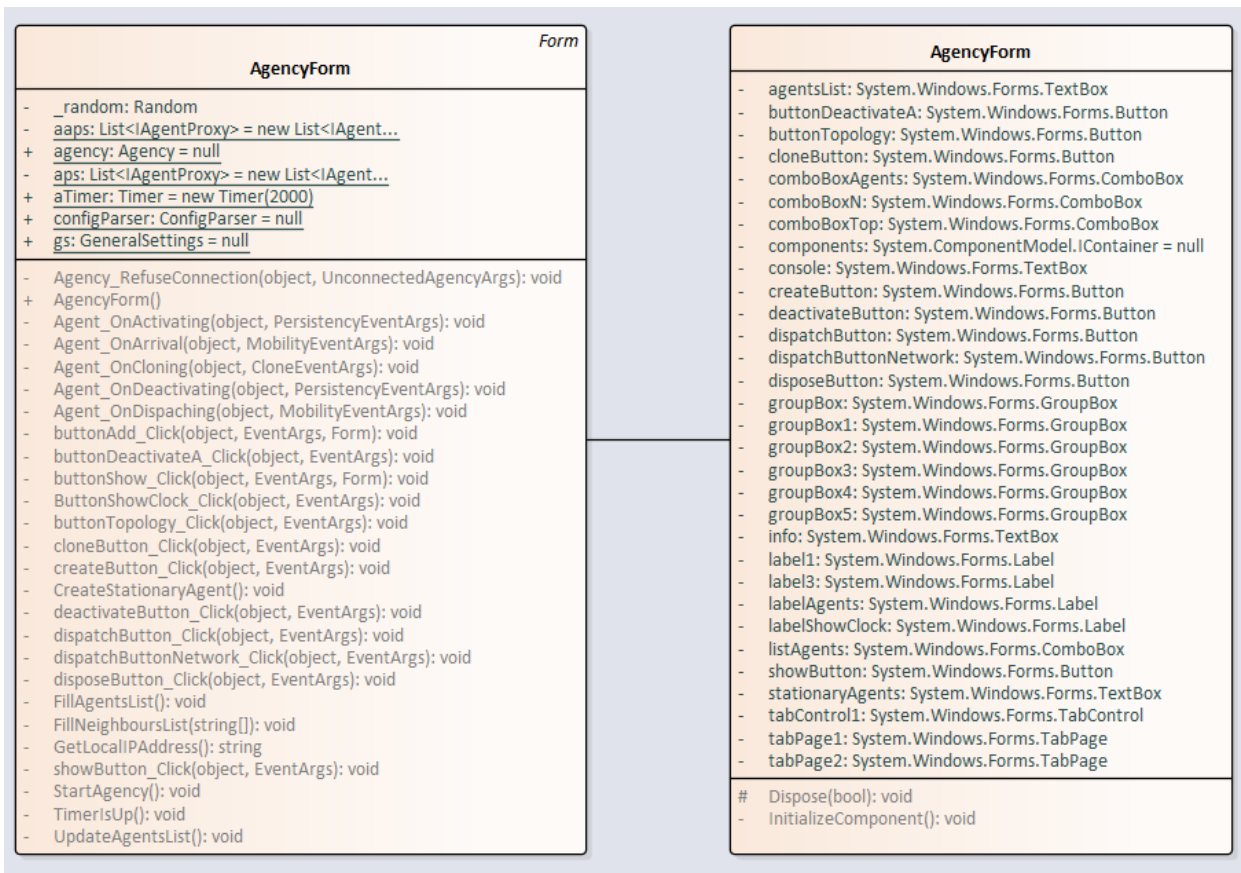 Form
AgencyForm
- _random: Random
- aaps: List<IAgentProxy> = new List<IAgent...
+ agency: Agency = null
- aps: List<IAgentProxy> = new List<IAgent...
+ aTimer: Timer = new Timer(2000)
+ configParser: ConfigParser = null
+ gs: GeneralSettings = null
- Agency_RefuseConnection(object, UnconnectedAgencyArgs): void
+ AgencyForm()
- Agent_OnActivating(object, PersistencyEventArgs): void
- Agent_OnArrival(object, MobilityEventArgs): void
- Agent_OnCloning(object, CloneEventArgs): void
- Agent_OnDeactivating(object, PersistencyEventArgs): void
- Agent_OnDispaching(object, MobilityEventArgs): void
- buttonAdd_Click(object, EventArgs, Form): void
- buttonDeactivateA_Click(object, EventArgs): void
- buttonShow_Click(object, EventArgs, Form): void
- ButtonShowClock_Click(object, EventArgs): void
- buttonTopology_Click(object, EventArgs): void
- cloneButton_Click(object, EventArgs): void
- createButton_Click(object, EventArgs): void
- CreateStationaryAgent(): void
- deactivateButton_Click(object, EventArgs): void
- dispatchButton_Click(object, EventArgs): void
- dispatchButtonNetwork_Click(object, EventArgs): void
- disposeButton_Click(object, EventArgs): void
- FillAgentsList(): void
- FillNeighboursList(string[]): void
- GetLocalIPAddress(): string
- showButton_Click(object, EventArgs): void
- StartAgency(): void
- TimerIsUp(): void
- UpdateAgentsList(): void
AgencyForm
- agentsList: System.Windows.Forms.TextBox
- buttonDeactivateA: System.Windows.Forms.Button
- buttonTopology: System.Windows.Forms.Button
- cloneButton: System.Windows.Forms.Button
- comboBoxAgents: System.Windows.Forms.ComboBox
- comboBoxN: System.Windows.Forms.ComboBox
- comboBoxTop: System.Windows.Forms.ComboBox
- components: System.ComponentModel.IContainer = null
- console: System.Windows.Forms.TextBox
- createButton: System.Windows.Forms.Button
- deactivateButton: System.Windows.Forms.Button
- dispatchButton: System.Windows.Forms.Button
- dispatchButtonNetwork: System.Windows.Forms.Button
- disposeButton: System.Windows.Forms.Button
- groupBox: System.Windows.Forms.GroupBox
- groupBox1: System.Windows.Forms.GroupBox
- groupBox2: System.Windows.Forms.GroupBox
- groupBox3: System.Windows.Forms.GroupBox
- groupBox4: System.Windows.Forms.GroupBox
- groupBox5: System.Windows.Forms.GroupBox
- info: System.Windows.Forms.TextBox
- label1: System.Windows.Forms.Label
- label3: System.Windows.Forms.Label
- labelAgents: System.Windows.Forms.Label
- labelShowClock: System.Windows.Forms.Label
- listAgents: System.Windows.Forms.ComboBox
- showButton: System.Windows.Forms.Button
- stationaryAgents: System.Windows.Forms.TextBox
- tabControl1: System.Windows.Forms.TabControl
- tabPage1: System.Windows.Forms.TabPage
- tabPage2: System.Windows.Forms.TabPage
# Dispose(bool): void
- InitializeComponent(): void